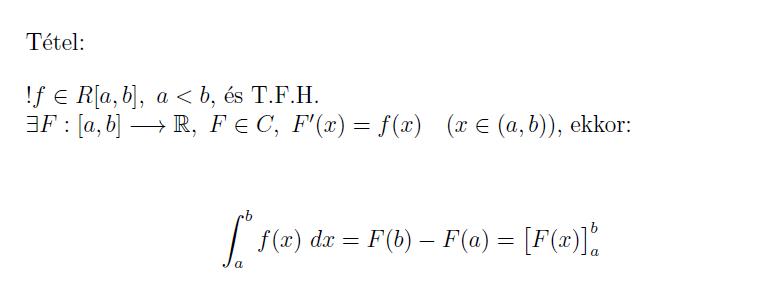 Tétel:
!f ∈ R[a, b], a < b, és T.F.H.
∃F : [a, b] ⟶ ℝ, F ∈ C, F′(x) = f(x) (x ∈ (a, b)), ekkor:
∫_a^b f(x) dx = F(b) − F(a) = [F(x)]_a^b